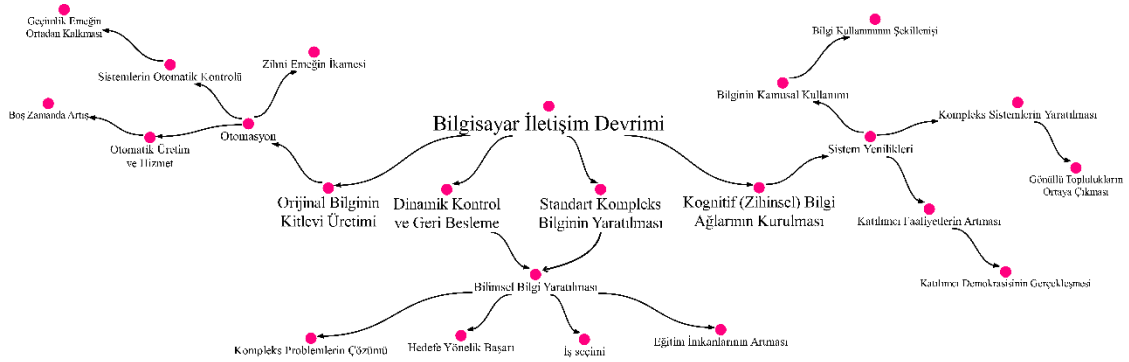 Geçimlik Emeğin
Ortadan Kalkması
Zihni Emeğin İkamesi
Sistemlerin Otomatik Kontrolü
Boş Zamanda Artış
Otomasyon
Otomatik Üretim
ve Hizmet
Bilgisayar İletişim Devrimi
Bilgi Kullanımının Şekillenişi
Bilginin Kamusal Kullanımı
Kompleks Sistemlerin Yaratılması
Sistem Yenilikleri
Gönüllü Toplulukların
Ortaya Çıkması
Orijinal Bilginin
Kitlevi Üretimi
Dinamik Kontrol
ve Geri Besleme
Standart Kompleks
Bilginin Yaratılması
Kognitif (Zihinsel) Bilgi
Ağlarının Kurulması
Katılımcı Faaliyetlerin Artması
Katılımcı Demokrasinin Gerçekleşmesi
Bilimsel Bilgi Yaratılması
Kompleks Problemlerin Çözümü
Hedefe Yönelik Başarı
İş seçimi
Eğitim İmkanlarının Artması